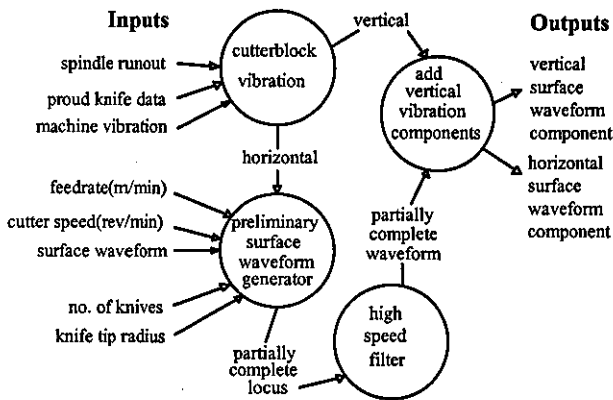 Inputs
Outputs
spindle runout
proud knife data
machine vibration
cutterblock
vibration
vertical
add
vertical
vibration
components
vertical
surface
waveform
component
horizontal
surface
waveform
component
horizontal
feedrate(m/min)
cutter speed(rev/min)
surface waveform
no. of knives
knife tip radius
preliminary
surface
waveform
generator
partially
complete
waveform
partially
complete
locus
high
speed
filter